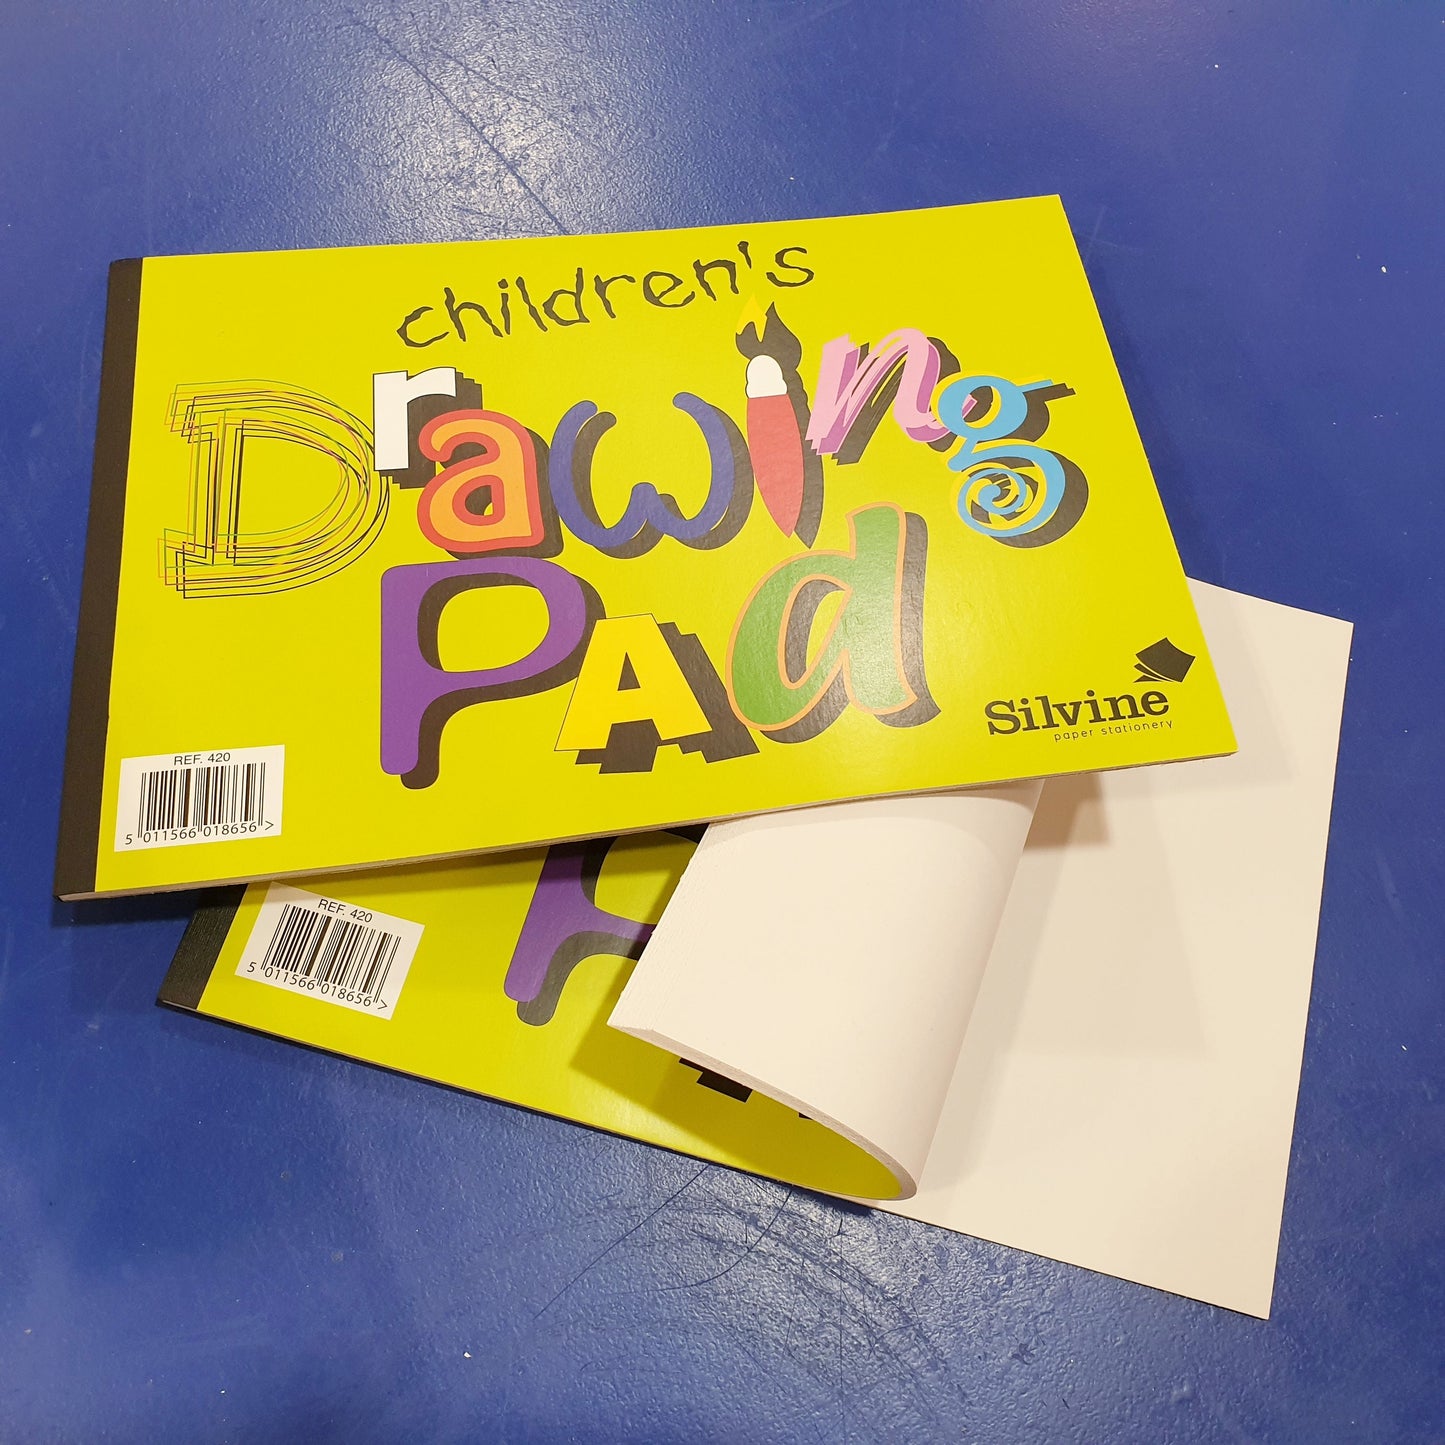 children's
Drawing
PAd
Silvine
paper stationery
REF. 420
5 011566 018656 >
REF. 420
5 011566 018656 >
P